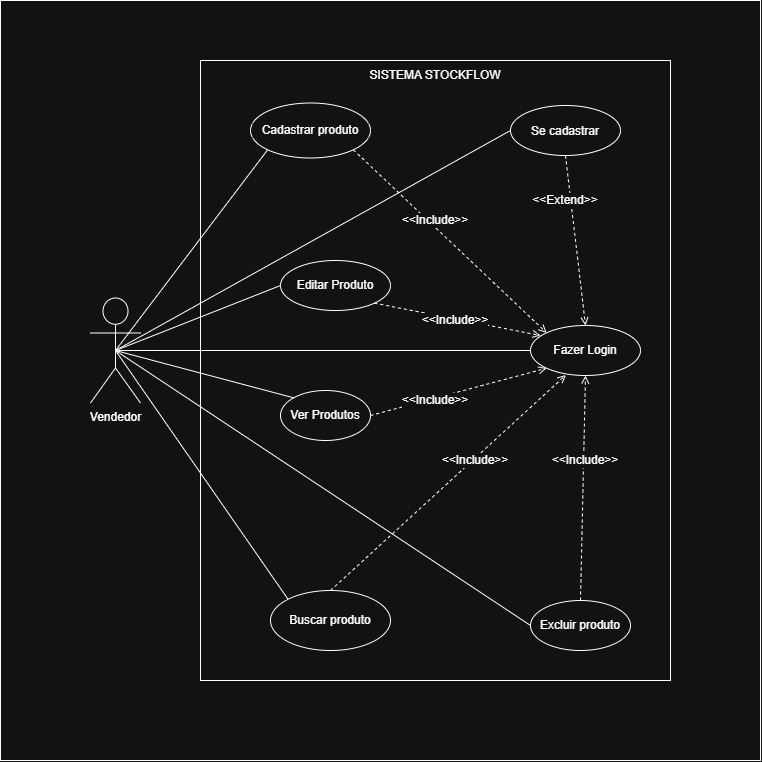 SISTEMA STOCKFLOW
Cadastrar produto
Se cadastrar
<<Extend>>
<<Include>>
Editar Produto
<<Include>>
Fazer Login
Vendedor
Ver Produtos
<<Include>>
<<Include>>
<<Include>>
Buscar produto
Excluir produto